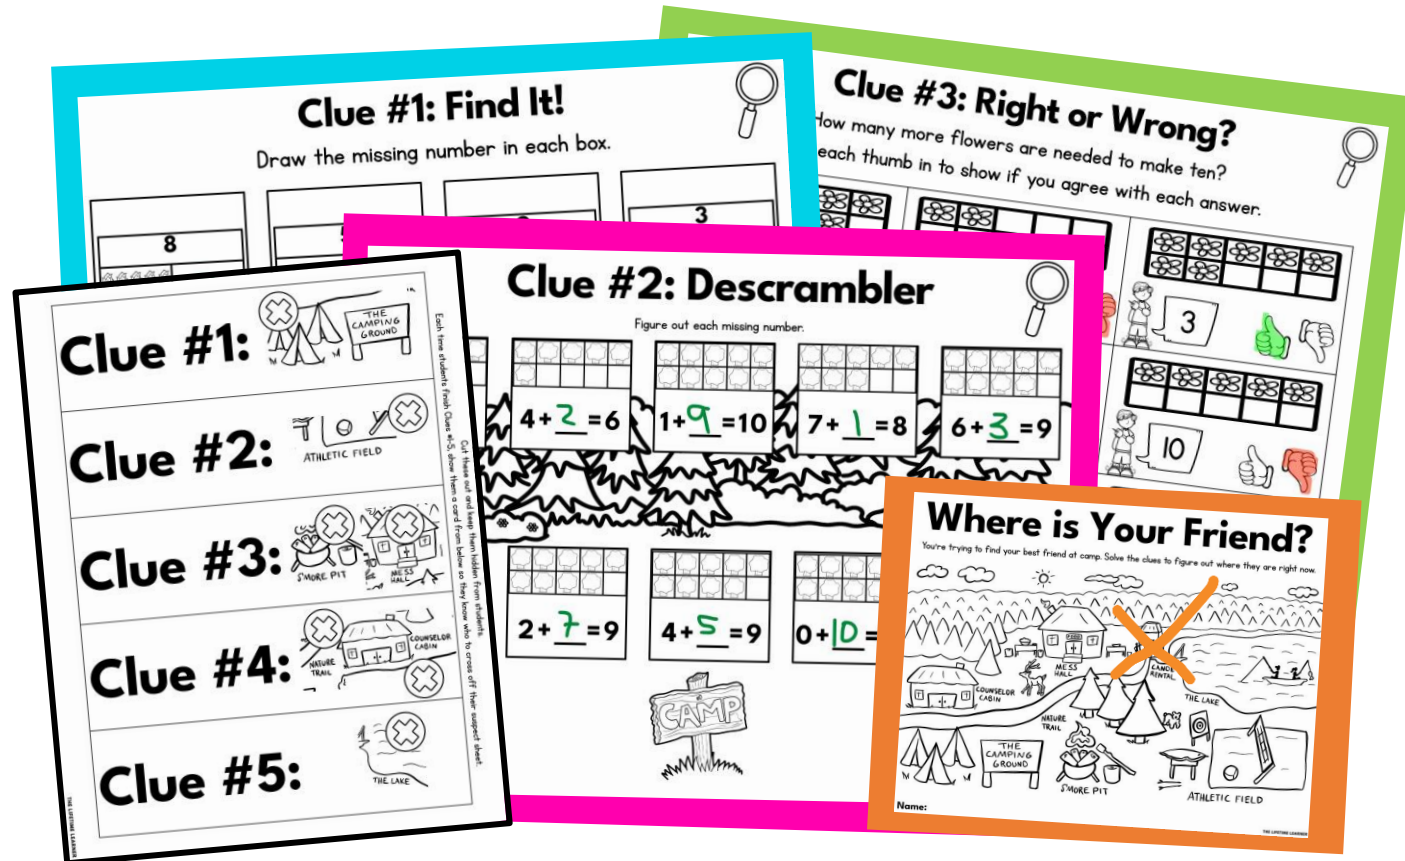 Clue #1: Find It!
Draw the missing number in each box.
8
3
Clue #3: Right or Wrong?
How many more flowers are needed to make ten?
each thumb in to show if you agree with each answer.
3
10
Clue #2: Descrambler
Figure out each missing number.
4+2=6
1+9=10
7+1=8
6+3=9
2+7=9
4+5=9
0+10=
CAMP
Clue #1:
THE
CAMPING
GROUND
Clue #2:
ATHLETIC FIELD
Clue #3:
S'MORE PIT
MESS
HALL
Clue #4:
NATURE
TRAIL
COUNSELOR
CABIN
Clue #5:
THE LAKE
Cut these out and keep them hidden from students.
Each time students finish Clues #1-5, show them a card from below so they know who to cross off their suspect sheet.
THE LIFETIME LEARNER
Where is Your Friend?
You're trying to find your best friend at camp. Solve the clues to figure out where they are right now.
FOOD
MESS
HALL
CANOE
RENTAL
COUNSELOR
CABIN
THE LAKE
NATURE
TRAIL
THE
CAMPING
GROUND
S'MORE PIT
ATHLETIC FIELD
Name:
THE LIFETIME LEARNER